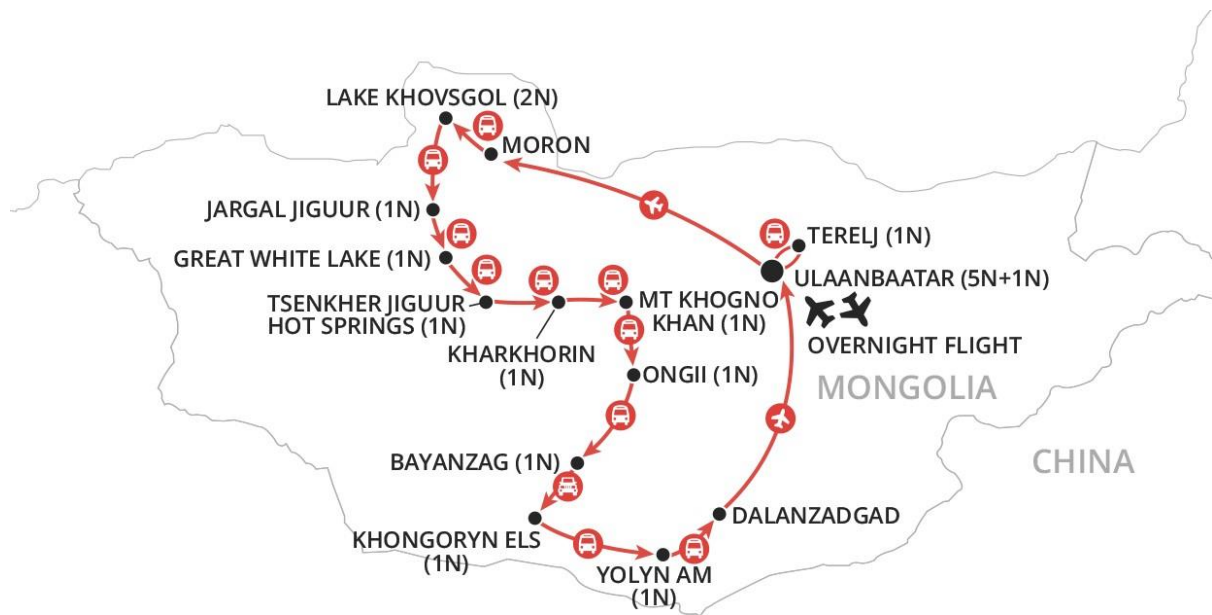 LAKE KHOVSGOL (2N)
MORON
JARGAL JIGUUR (1N)
TERELJ (1N)
GREAT WHITE LAKE (1N)
ULAANBAATAR (5N+1N)
TSENKHER JIGUUR
HOT SPRINGS (1N)
MT KHOGNO
KHAN (1N)
OVERNIGHT FLIGHT
KHARKHORIN
(1N)
ONGII (1N)
MONGOLIA
BAYANZAG (1N)
CHINA
DALANZADGAD
KHONGORYN ELS
(1N)
YOLYN AM
(1N)